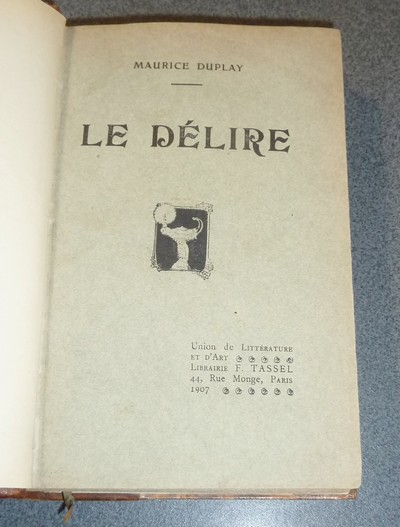 MAURICE DUPLAY
LE DÉLIRE
Union de Littérature
et d'Art
Librairie F. TASSEL
44, Rue Monge, Paris
1907